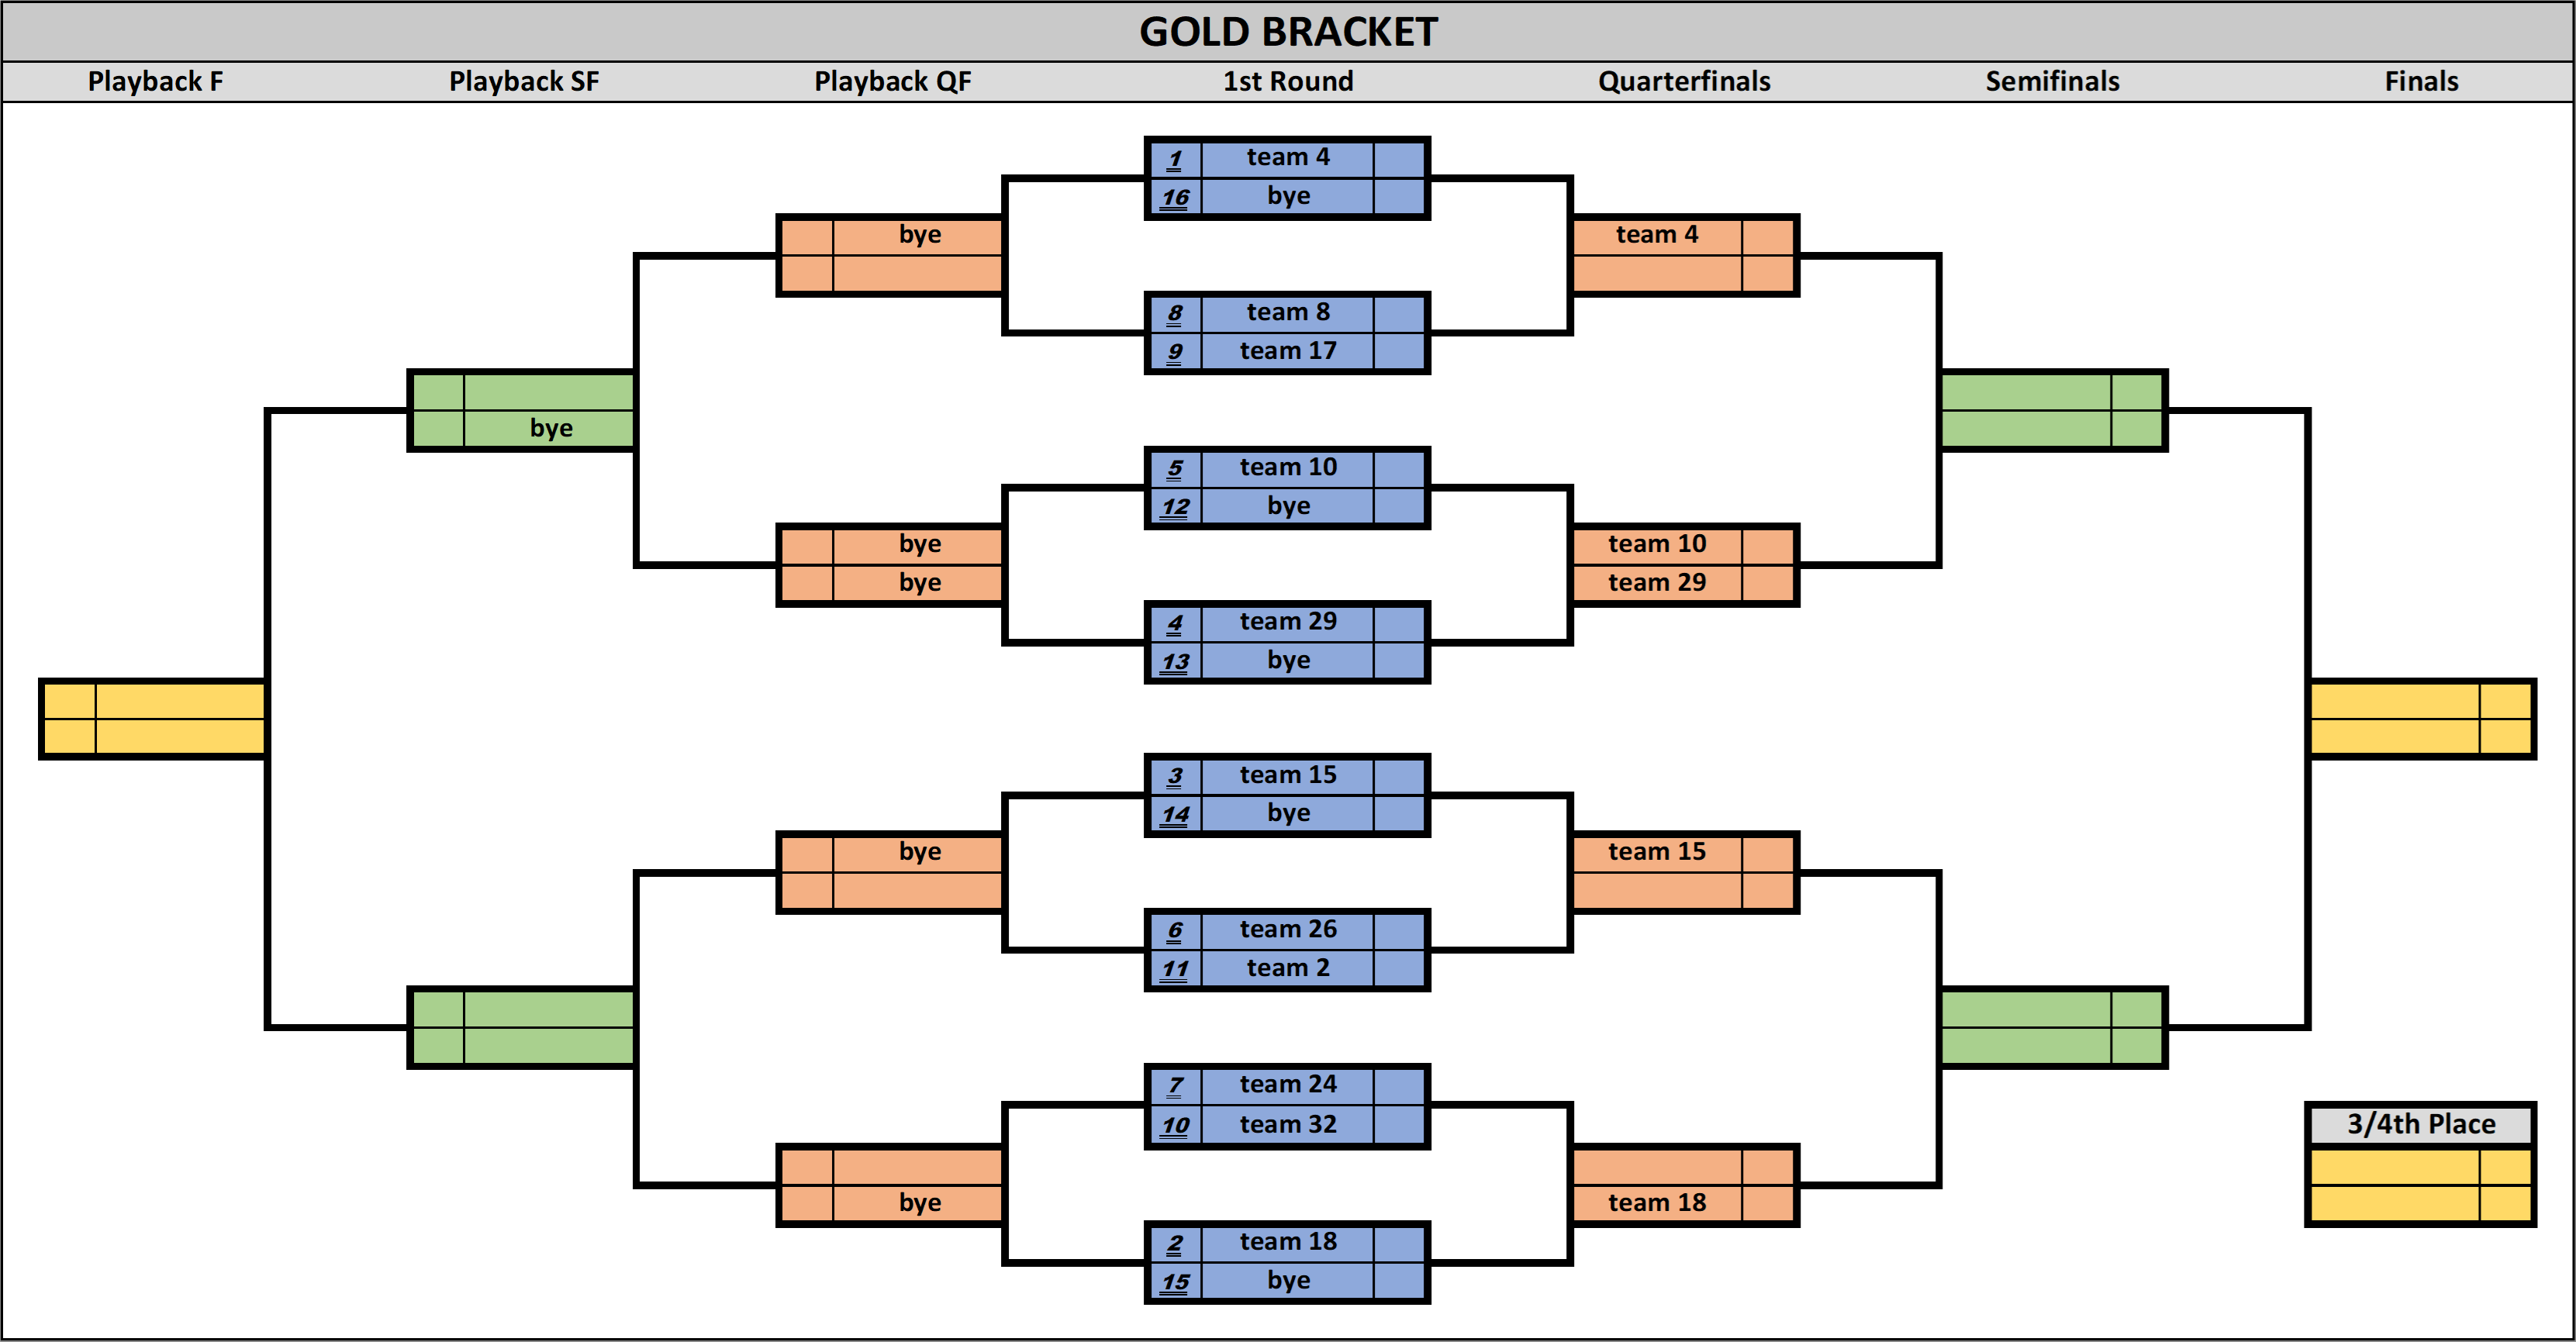 GOLD BRACKET
Playback F Playback SF Playback QF 1st Round Quarterfinals Semifinals Finals
1 team 4
16 bye
bye
team 4
8 team 8
9 team 17
bye
5 team 10
12 bye
bye
bye
team 10
team 29
4 team 29
13 bye
3 team 15
14 bye
bye
team 15
6 team 26
11 team 2
7 team 24
10 team 32
bye
team 18
2 team 18
15 bye
3/4th Place